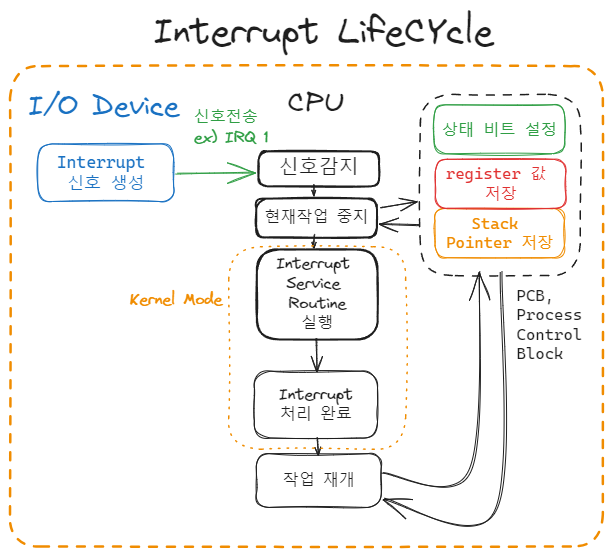 Interrupt LifeCYcle
I/O Device
CPU
신호전송
ex) IRQ 1
Interrupt
신호 생성
신호감지
현재작업 중지
상태 비트 설정
register 값
저장
Stack
Pointer 저장
Kernel Mode
Interrupt
Service
Routine
실행
Interrupt
처리 완료
작업 재개
PCB,
Process
Control
Block